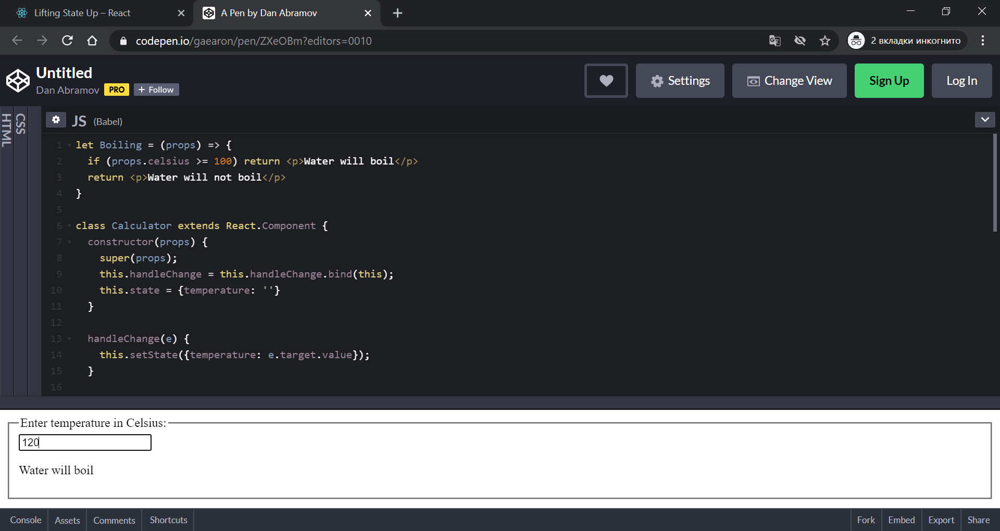 Lifting State Up – React
A Pen by Dan Abramov
codepen.io/gaearon/pen/ZXeOBm?editors=0010
2 вкладки инкогнито
Untitled
Dan Abramov PRO + Follow
Settings
Change View
Sign Up
Log In
HTML
CSS
JS (Babel)
1 let Boiling = (props) => {
2 if (props.celsius >= 100) return <p>Water will boil</p>
3 return <p>Water will not boil</p>
4 }
5
6 class Calculator extends React.Component {
7 constructor(props) {
8 super(props);
9 this.handleChange = this.handleChange.bind(this);
10 this.state = {temperature: ''}
11 }
12
13 handleChange(e) {
14 this.setState({temperature: e.target.value});
15 }
16
Enter temperature in Celsius:
120
Water will boil
Console Assets Comments Shortcuts Fork Embed Export Share